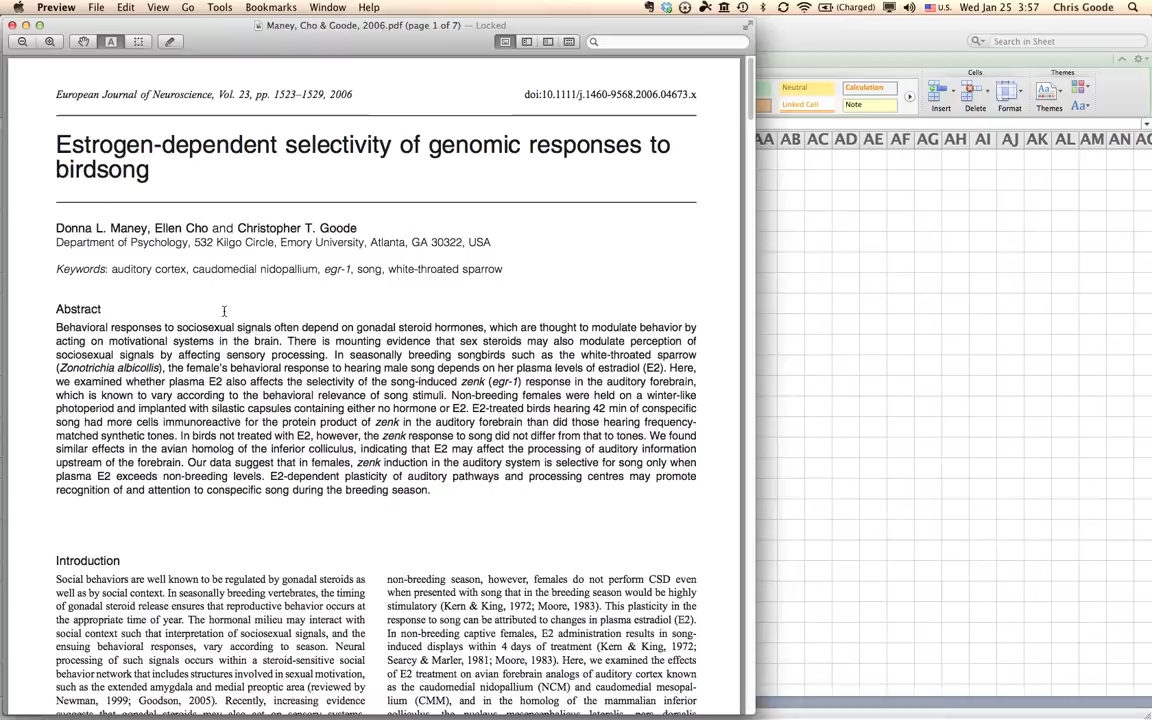 Preview File Edit View Go Tools Bookmarks Window Help (Charged) U.S. Wed Jan 25 3:57 Chris Goode
Maney, Cho & Goode, 2006.pdf (page 1 of 7) — Locked
Search in Sheet
Cells Themes
Neutral Calculation
Linked Cell Note
Insert Delete Format Themes Aa
AA AB AC AD AE AF AG AH AI AJ AK AL AM AN
European Journal of Neuroscience, Vol. 23, pp. 1523–1529, 2006 doi:10.1111/j.1460-9568.2006.04673.x
Estrogen-dependent selectivity of genomic responses to
birdsong
Donna L. Maney, Ellen Cho and Christopher T. Goode
Department of Psychology, 532 Kilgo Circle, Emory University, Atlanta, GA 30322, USA
Keywords: auditory cortex, caudomedial nidopallium, egr-1, song, white-throated sparrow
Abstract
Behavioral responses to sociosexual signals often depend on gonadal steroid hormones, which are thought to modulate behavior by
acting on motivational systems in the brain. There is mounting evidence that sex steroids may also modulate perception of
sociosexual signals by affecting sensory processing. In seasonally breeding songbirds such as the white-throated sparrow
(Zonotrichia albicollis), the female's behavioral response to hearing male song depends on her plasma levels of estradiol (E2). Here,
we examined whether plasma E2 also affects the selectivity of the song-induced zenk (egr-1) response in the auditory forebrain,
which is known to vary according to the behavioral relevance of song stimuli. Non-breeding females were held on a winter-like
photoperiod and implanted with silastic capsules containing either no hormone or E2. E2-treated birds hearing 42 min of conspecific
song had more cells immunoreactive for the protein product of zenk in the auditory forebrain than did those hearing frequency-
matched synthetic tones. In birds not treated with E2, however, the zenk response to song did not differ from that to tones. We found
similar effects in the avian homolog of the inferior colliculus, indicating that E2 may affect the processing of auditory information
upstream of the forebrain. Our data suggest that in females, zenk induction in the auditory system is selective for song only when
plasma E2 exceeds non-breeding levels. E2-dependent plasticity of auditory pathways and processing centres may promote
recognition of and attention to conspecific song during the breeding season.
Introduction
Social behaviors are well known to be regulated by gonadal steroids as
well as by social context. In seasonally breeding vertebrates, the timing
of gonadal steroid release ensures that reproductive behavior occurs at
the appropriate time of year. The hormonal milieu may interact with
social context such that interpretation of sociosexual signals, and the
ensuing behavioral responses, vary according to season. Neural
processing of such signals occurs within a steroid-sensitive social
behavior network that includes structures involved in sexual motivation,
such as the extended amygdala and medial preoptic area (reviewed by
Newman, 1999; Goodson, 2005). Recently, increasing evidence
suggests that gonadal steroids may also act on sensory systems,
non-breeding season, however, females do not perform CSD even
when presented with song that in the breeding season would be highly
stimulatory (Kern & King, 1972; Moore, 1983). This plasticity in the
response to song can be attributed to changes in plasma estradiol (E2).
In non-breeding captive females, E2 administration results in song-
induced displays within 4 days of treatment (Kern & King, 1972;
Searcy & Marler, 1981; Moore, 1983). Here, we examined the effects
of E2 treatment on avian forebrain analogs of auditory cortex known
as the caudomedial nidopallium (NCM) and caudomedial mesopal-
lium (CMM), and in the homolog of the mammalian inferior
colliculus, the nucleus mesencephalicus lateralis, pars dorsalis